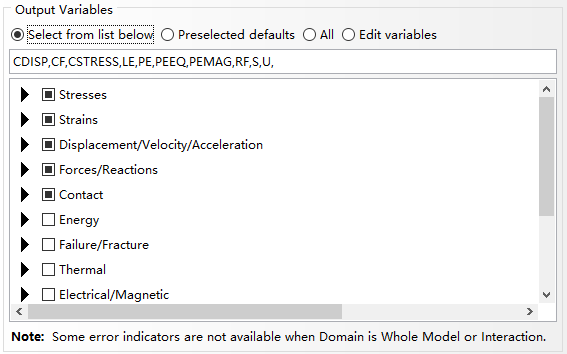 Output Variables
Select from list below Preselected defaults All Edit variables
CDISP,CF,CSTRESS,LE,PE,PEEQ,PEMAG,RF,S,U,
Stresses
Strains
Displacement/Velocity/Acceleration
Forces/Reactions
Contact
Energy
Failure/Fracture
Thermal
Electrical/Magnetic
Note: Some error indicators are not available when Domain is Whole Model or Interaction.